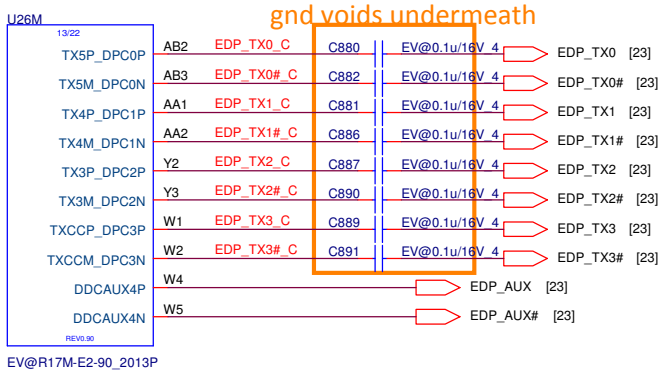 gnd voids undermeath
U26M
13/22
TX5P_DPC0P AB2 EDP_TX0_C C880 EV@0.1u/16V_4 EDP_TX0 [23]
TX5M_DPC0N AB3 EDP_TX0#_C C882 EV@0.1u/16V_4 EDP_TX0# [23]
TX4P_DPC1P AA1 EDP_TX1_C C881 EV@0.1u/16V_4 EDP_TX1 [23]
TX4M_DPC1N AA2 EDP_TX1#_C C886 EV@0.1u/16V_4 EDP_TX1# [23]
TX3P_DPC2P Y2 EDP_TX2_C C887 EV@0.1u/16V_4 EDP_TX2 [23]
TX3M_DPC2N Y3 EDP_TX2#_C C890 EV@0.1u/16V_4 EDP_TX2# [23]
TXCCP_DPC3P W1 EDP_TX3_C C889 EV@0.1u/16V_4 EDP_TX3 [23]
TXCCM_DPC3N W2 EDP_TX3#_C C891 EV@0.1u/16V_4 EDP_TX3# [23]
DDCAUX4P W4 EDP_AUX [23]
DDCAUX4N W5 EDP_AUX# [23]
REV0.90
EV@R17M-E2-90_2013P